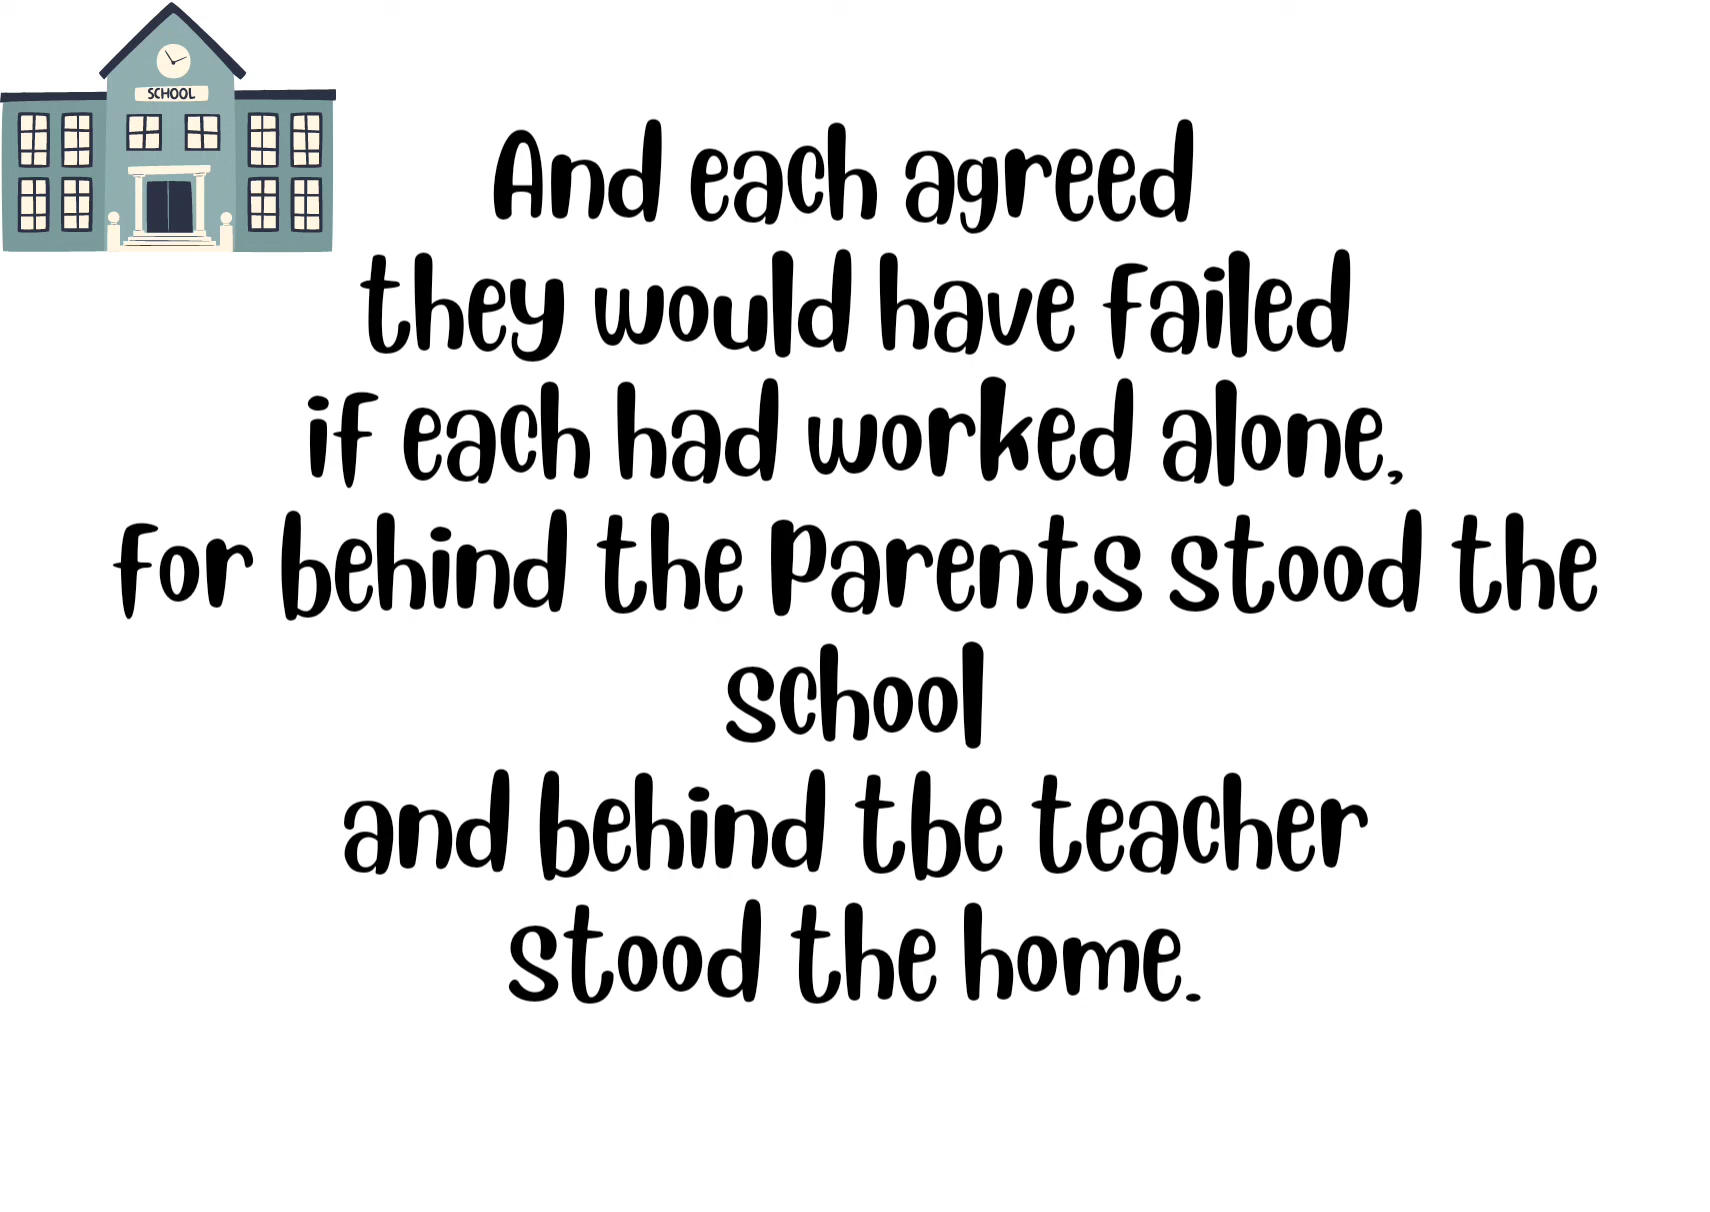 SCHOOL
And each agreed
they would have failed
if each had worked alone,
for behind the Parents stood the
school
and behind tbe teacher
stood the home.